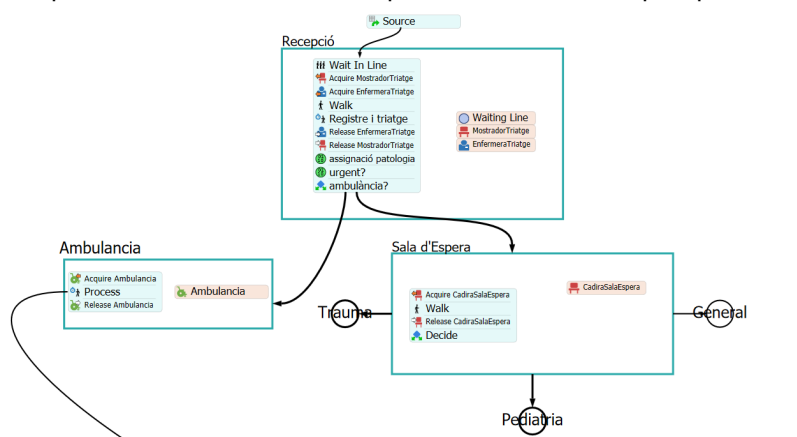 Source
Recepció
Wait In Line
Acquire MostradorTriatge
Acquire EnfermeraTriatge
Walk
Registre i triatge
Release EnfermeraTriatge
Release MostradorTriatge
assignació patologia
urgent?
ambulància?
Waiting Line
MostradorTriatge
EnfermeraTriatge
Ambulancia
Acquire Ambulancia
Process
Release Ambulancia
Ambulancia
Sala d'Espera
Acquire CadiraSalaEspera
Walk
Release CadiraSalaEspera
Decide
CadiraSalaEspera
Trauma
General
Pediatria